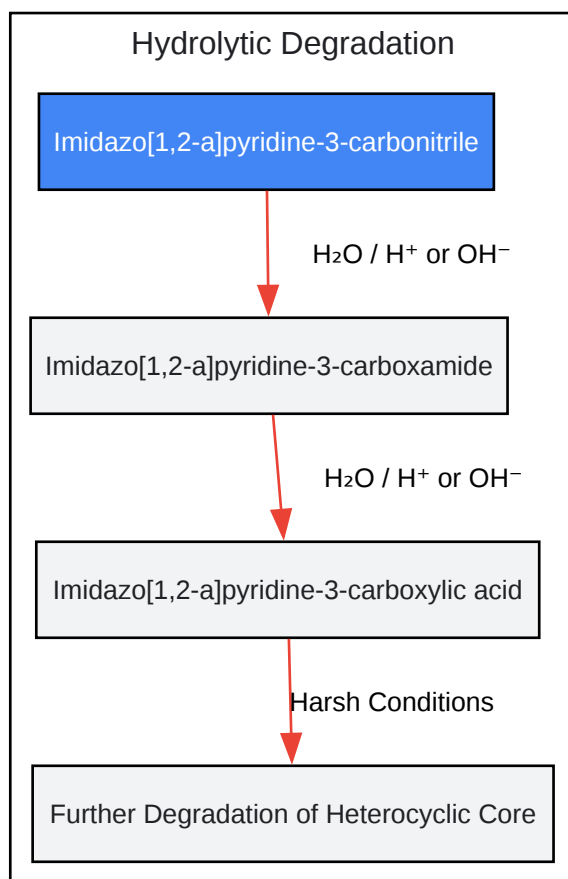 Hydrolytic Degradation
Imidazo[1,2-a]pyridine-3-carbonitrile
H₂O / H⁺ or OH⁻
Imidazo[1,2-a]pyridine-3-carboxamide
H₂O / H⁺ or OH⁻
Imidazo[1,2-a]pyridine-3-carboxylic acid
Harsh Conditions
Further Degradation of Heterocyclic Core